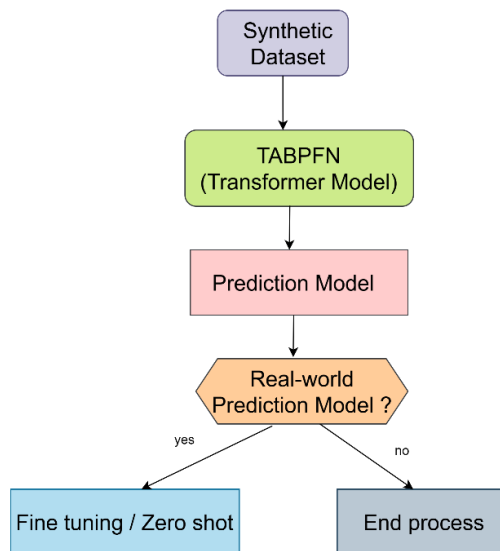 Synthetic
Dataset
TABPFN
(Transformer Model)
Prediction Model
Real-world
Prediction Model ?
yes
no
Fine tuning / Zero shot
End process